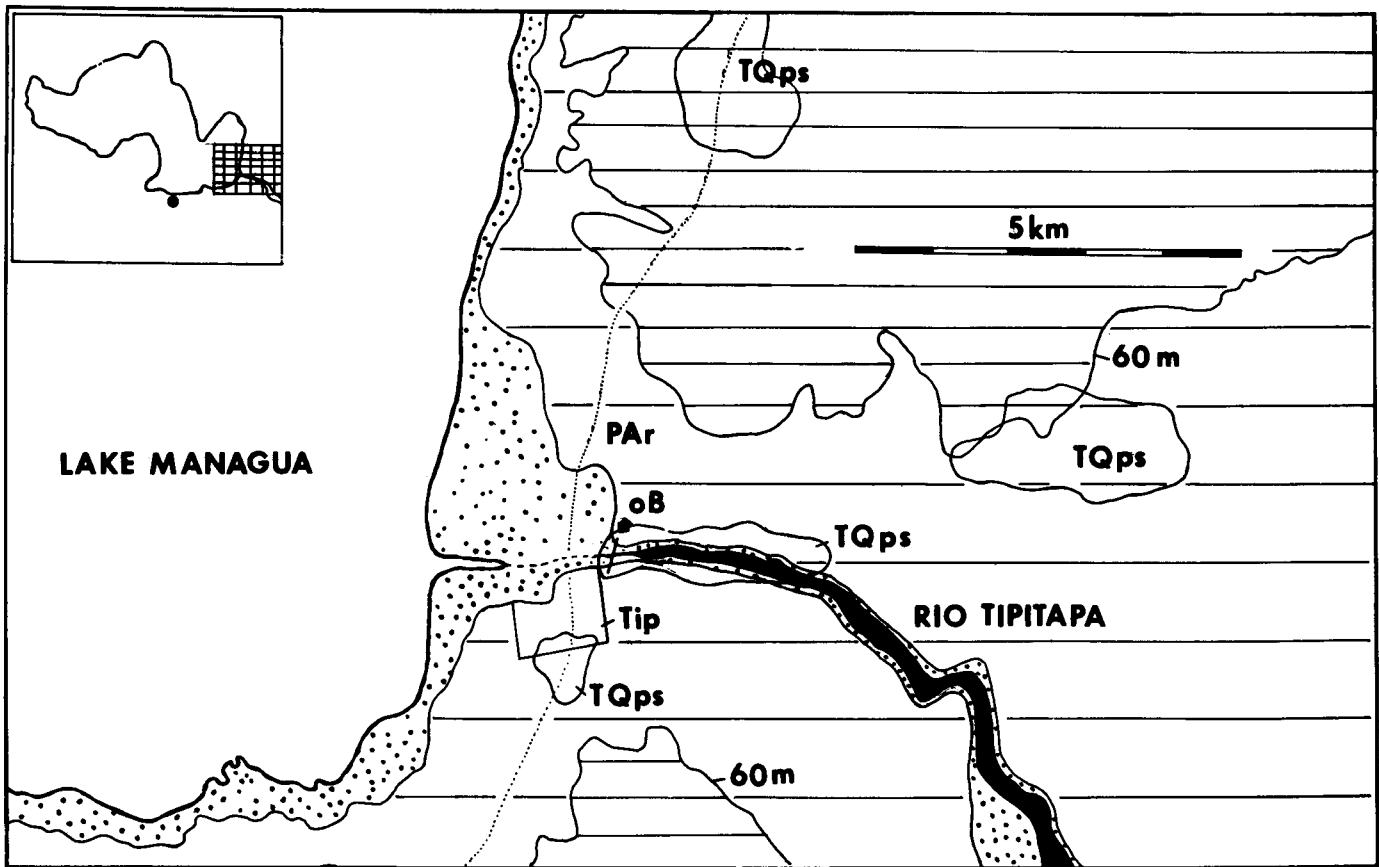 TQps
5km
60m
PAr
LAKE MANAGUA
TQps
oB
TQps
Tip
RIO TIPITAPA
TQps
60m